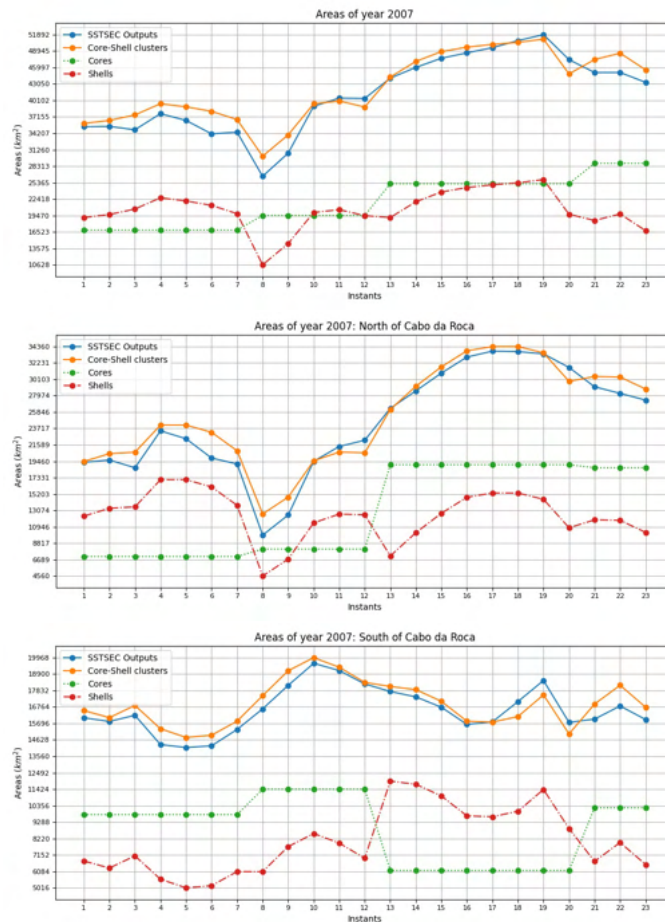 Areas of year 2007
SSTSEC Outputs
Core-Shell clusters
Cores
Shells
Areas (km²)
51892
48945
45997
43050
40102
37155
34207
31260
28313
25365
22418
19470
16523
13575
10628
1 2 3 4 5 6 7 8 9 10 11 12 13 14 15 16 17 18 19 20 21 22 23
Instants
Areas of year 2007: North of Cabo da Roca
SSTSEC Outputs
Core-Shell clusters
Cores
Shells
Areas (km²)
34360
32231
30103
27974
25846
23717
21589
19460
17331
15203
13074
10946
8817
6689
4560
1 2 3 4 5 6 7 8 9 10 11 12 13 14 15 16 17 18 19 20 21 22 23
Instants
Areas of year 2007: South of Cabo da Roca
SSTSEC Outputs
Core-Shell clusters
Cores
Shells
Areas (km²)
19968
18900
17832
16764
15696
14628
13560
12492
11424
10356
9288
8220
7152
6084
5016
1 2 3 4 5 6 7 8 9 10 11 12 13 14 15 16 17 18 19 20 21 22 23
Instants